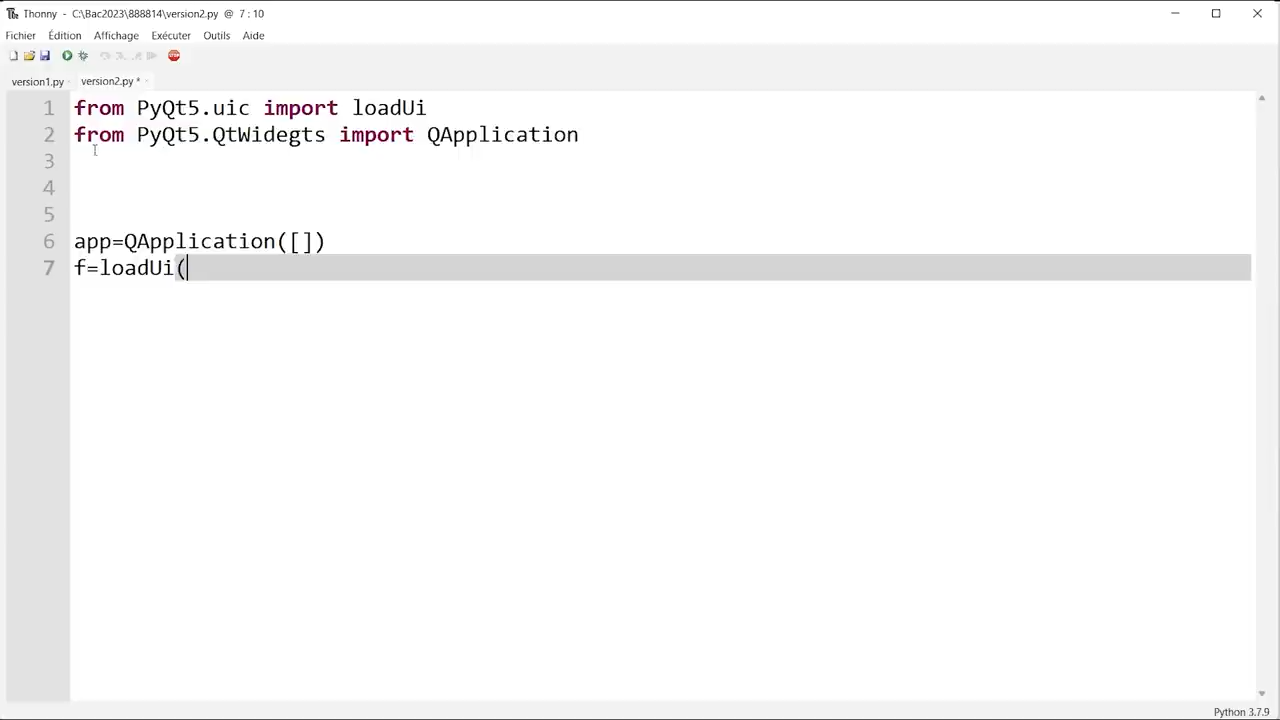 Thonny - C:\Bac2023\888814\version2.py @ 7 : 10
Fichier Édition Affichage Exécuter Outils Aide
STOP
version1.py version2.py *
1 from PyQt5.uic import loadUi
2 from PyQt5.QtWidegts import QApplication
3
4
5
6 app=QApplication([])
7 f=loadUi(
Python 3.7.9